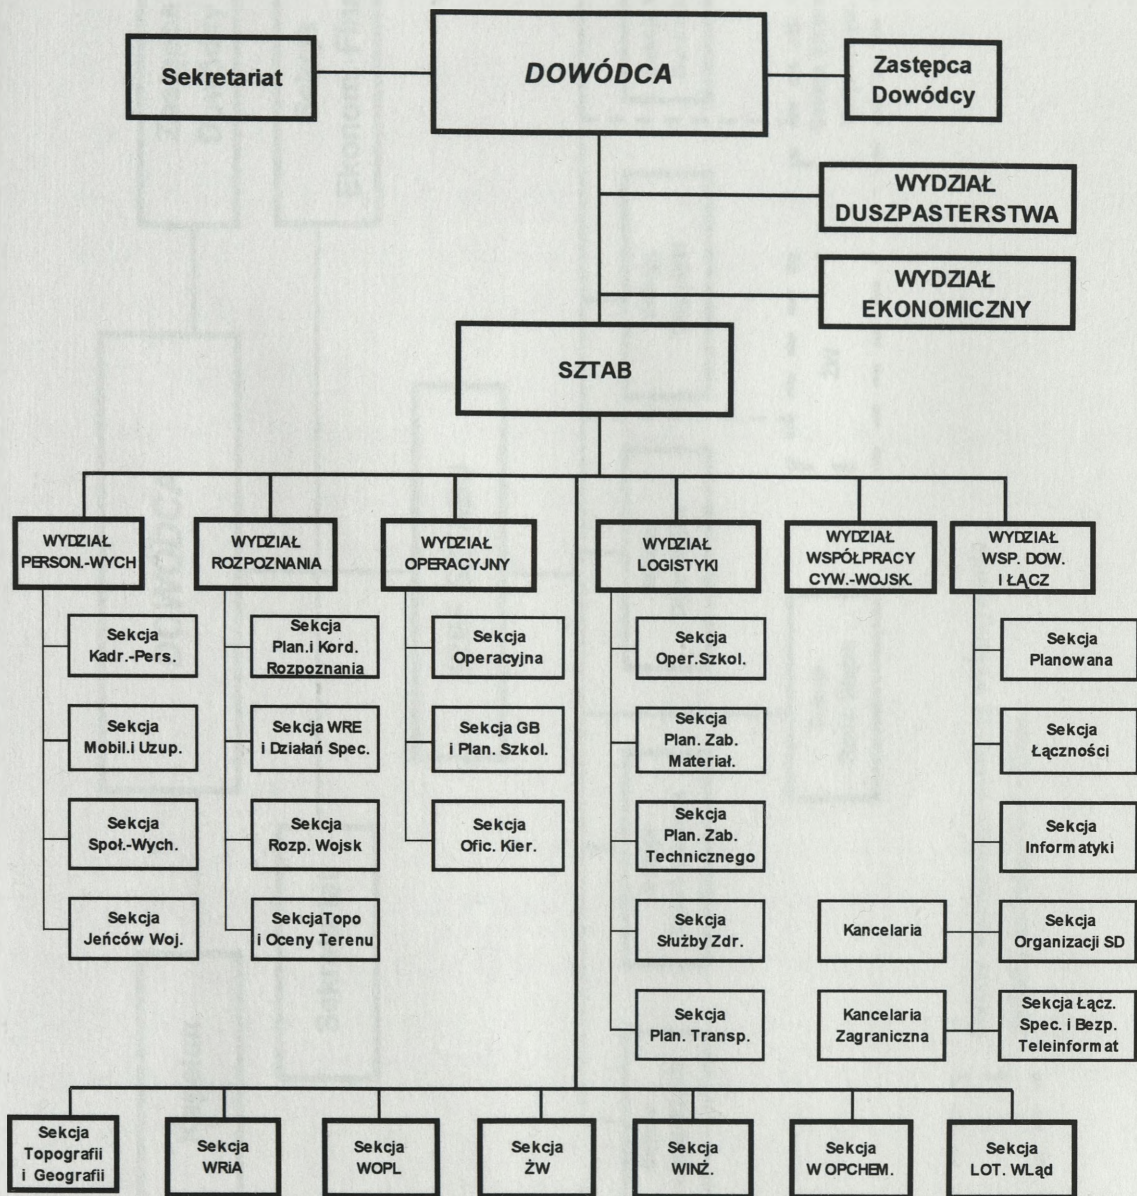 Sekretariat
DOWÓDCA
Zastępca
Dowódcy
WYDZIAŁ
DUSZPASTERSTWA
WYDZIAŁ
EKONOMICZNY
SZTAB
WYDZIAŁ
PERSON.-WYCH
WYDZIAŁ
ROZPOZNANIA
WYDZIAŁ
OPERACYJNY
WYDZIAŁ
LOGISTYKI
WYDZIAŁ
WSPÓŁPRACY
CYW.-WOJSK.
WYDZIAŁ
WSP. DOW.
I ŁĄCZ
Sekcja
Kadr.-Pers.
Sekcja
Mobil.i Uzup.
Sekcja
Społ.-Wych.
Sekcja
Jeńców Woj.
Sekcja
Plan.i Kord.
Rozpoznania
Sekcja WRE
i Działań Spec.
Sekcja
Rozp. Wojsk
SekcjaTopo
i Oceny Terenu
Sekcja
Operacyjna
Sekcja GB
i Plan. Szkol.
Sekcja
Ofic. Kier.
Sekcja
Oper.Szkol.
Sekcja
Plan. Zab.
Materiał.
Sekcja
Plan. Zab.
Technicznego
Sekcja
Służby Zdr.
Sekcja
Plan. Transp.
Sekcja
Planowana
Sekcja
Łączności
Sekcja
Informatyki
Kancelaria
Sekcja
Organizacji SD
Kancelaria
Zagraniczna
Sekcja Łącz.
Spec. i Bezp.
Teleinformat
Sekcja
Topografii
i Geografii
Sekcja
WRiA
Sekcja
WOPL
Sekcja
ŻW
Sekcja
WINŻ.
Sekcja
W OPCHEM.
Sekcja
LOT. WLąd